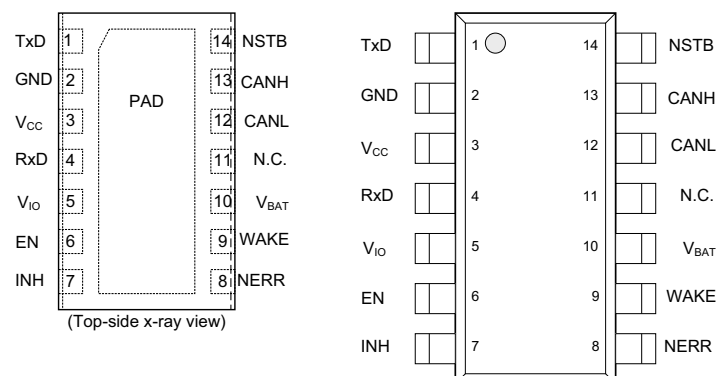 TxD 1 14 NSTB
GND 2 13 CANH
VCC 3 12 CANL
RxD 4 11 N.C.
VIO 5 10 VBAT
EN 6 9 WAKE
INH 7 8 NERR
PAD
(Top-side x-ray view)
TxD 1 14 NSTB
GND 2 13 CANH
VCC 3 12 CANL
RxD 4 11 N.C.
VIO 5 10 VBAT
EN 6 9 WAKE
INH 7 8 NERR